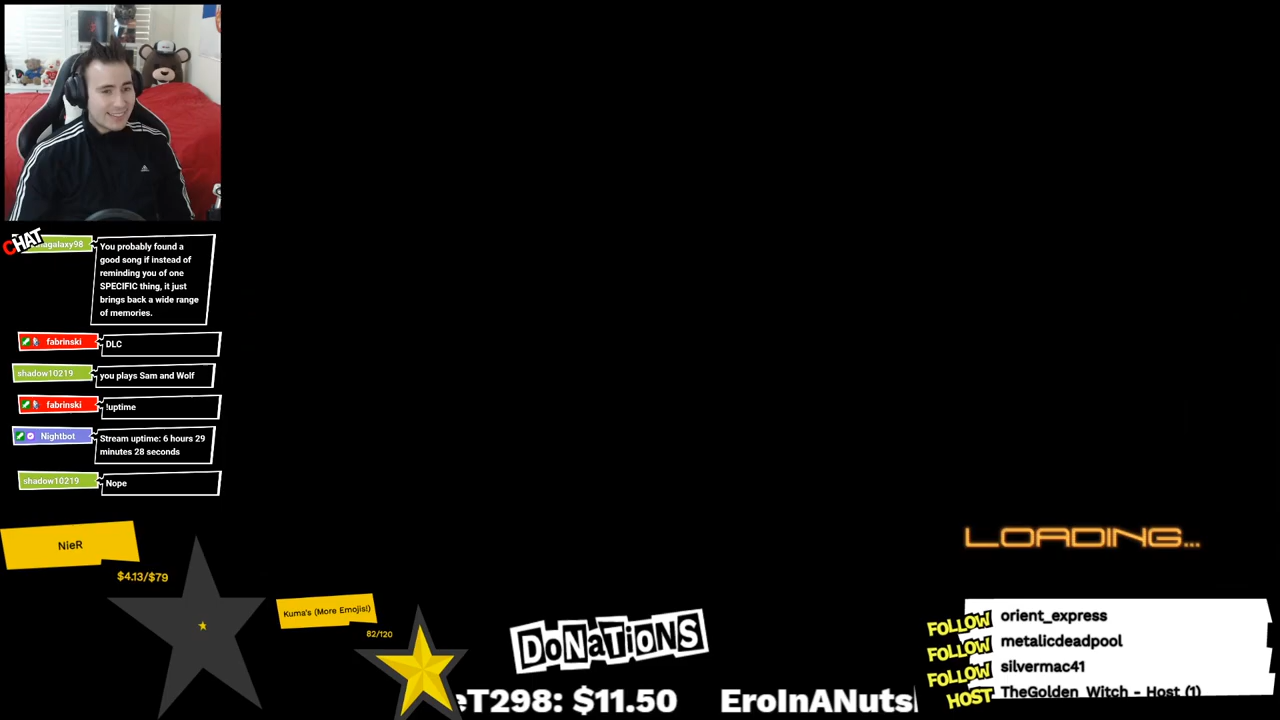 CHAT
You probably found a
good song if instead of
reminding you of one
SPECIFIC thing, it just
brings back a wide range
of memories.
fabrinski
DLC
shadow10219
you plays Sam and Wolf
fabrinski
!uptime
Nightbot
Stream uptime: 6 hours 29
minutes 28 seconds
shadow10219
Nope
NieR
$4.13/$79
Kuma's (More Emojis!)
82/120
DoNaTiONS
eT298: $11.50 EroInANuts
LOADING...
FOLLOW orient_express
FOLLOW metalicdeadpool
FOLLOW silvermac41
HOST TheGolden_Witch - Host (1)